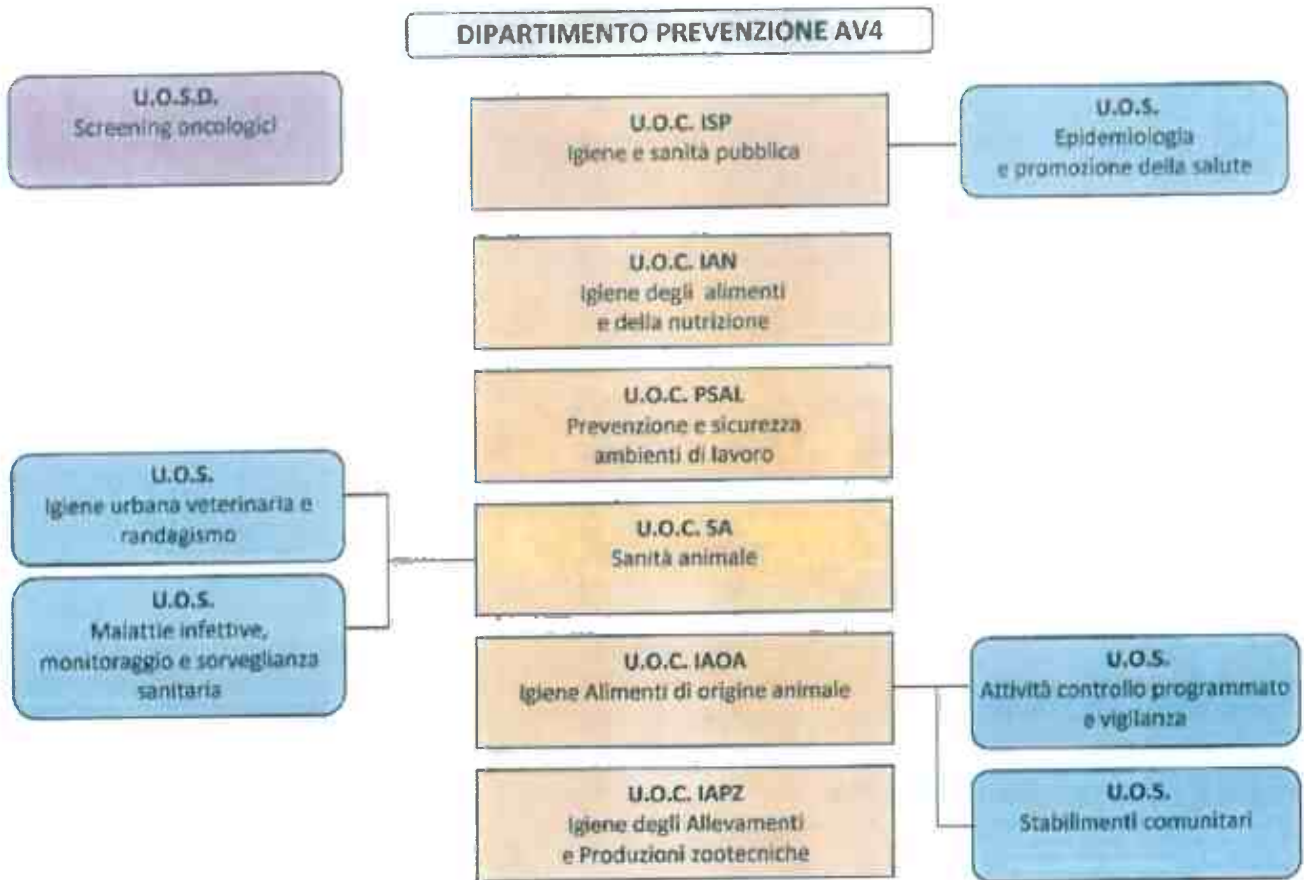 DIPARTIMENTO PREVENZIONE AV4
U.O.S.D.
Screening oncologici
U.O.C. ISP
Igiene e sanità pubblica
U.O.S.
Epidemiologia
e promozione della salute
U.O.C. IAN
Igiene degli alimenti
e della nutrizione
U.O.C. PSAL
Prevenzione e sicurezza
ambienti di lavoro
U.O.S.
Igiene urbana veterinaria e
randagismo
U.O.C. SA
Sanità animale
U.O.S.
Malattie infettive,
monitoraggio e sorveglianza
sanitaria
U.O.C. IAOA
Igiene Alimenti di origine animale
U.O.S.
Attività controllo programmato
e vigilanza
U.O.C. IAPZ
Igiene degli Allevamenti
e Produzioni zootecniche
U.O.S.
Stabilimenti comunitari